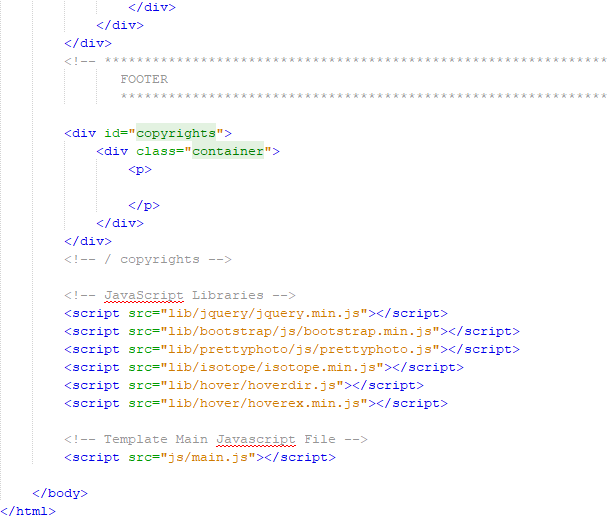 </div>
</div>
</div>
<!-- ***************************************************************
FOOTER
*************************************************************
<div id="copyrights">
<div class="container">
<p>
</p>
</div>
</div>
<!-- / copyrights -->
<!-- JavaScript Libraries -->
<script src="lib/jquery/jquery.min.js"></script>
<script src="lib/bootstrap/js/bootstrap.min.js"></script>
<script src="lib/prettyphoto/js/prettyphoto.js"></script>
<script src="lib/isotope/isotope.min.js"></script>
<script src="lib/hover/hoverdir.js"></script>
<script src="lib/hover/hoverex.min.js"></script>
<!-- Template Main Javascript File -->
<script src="js/main.js"></script>
</body>
</html>